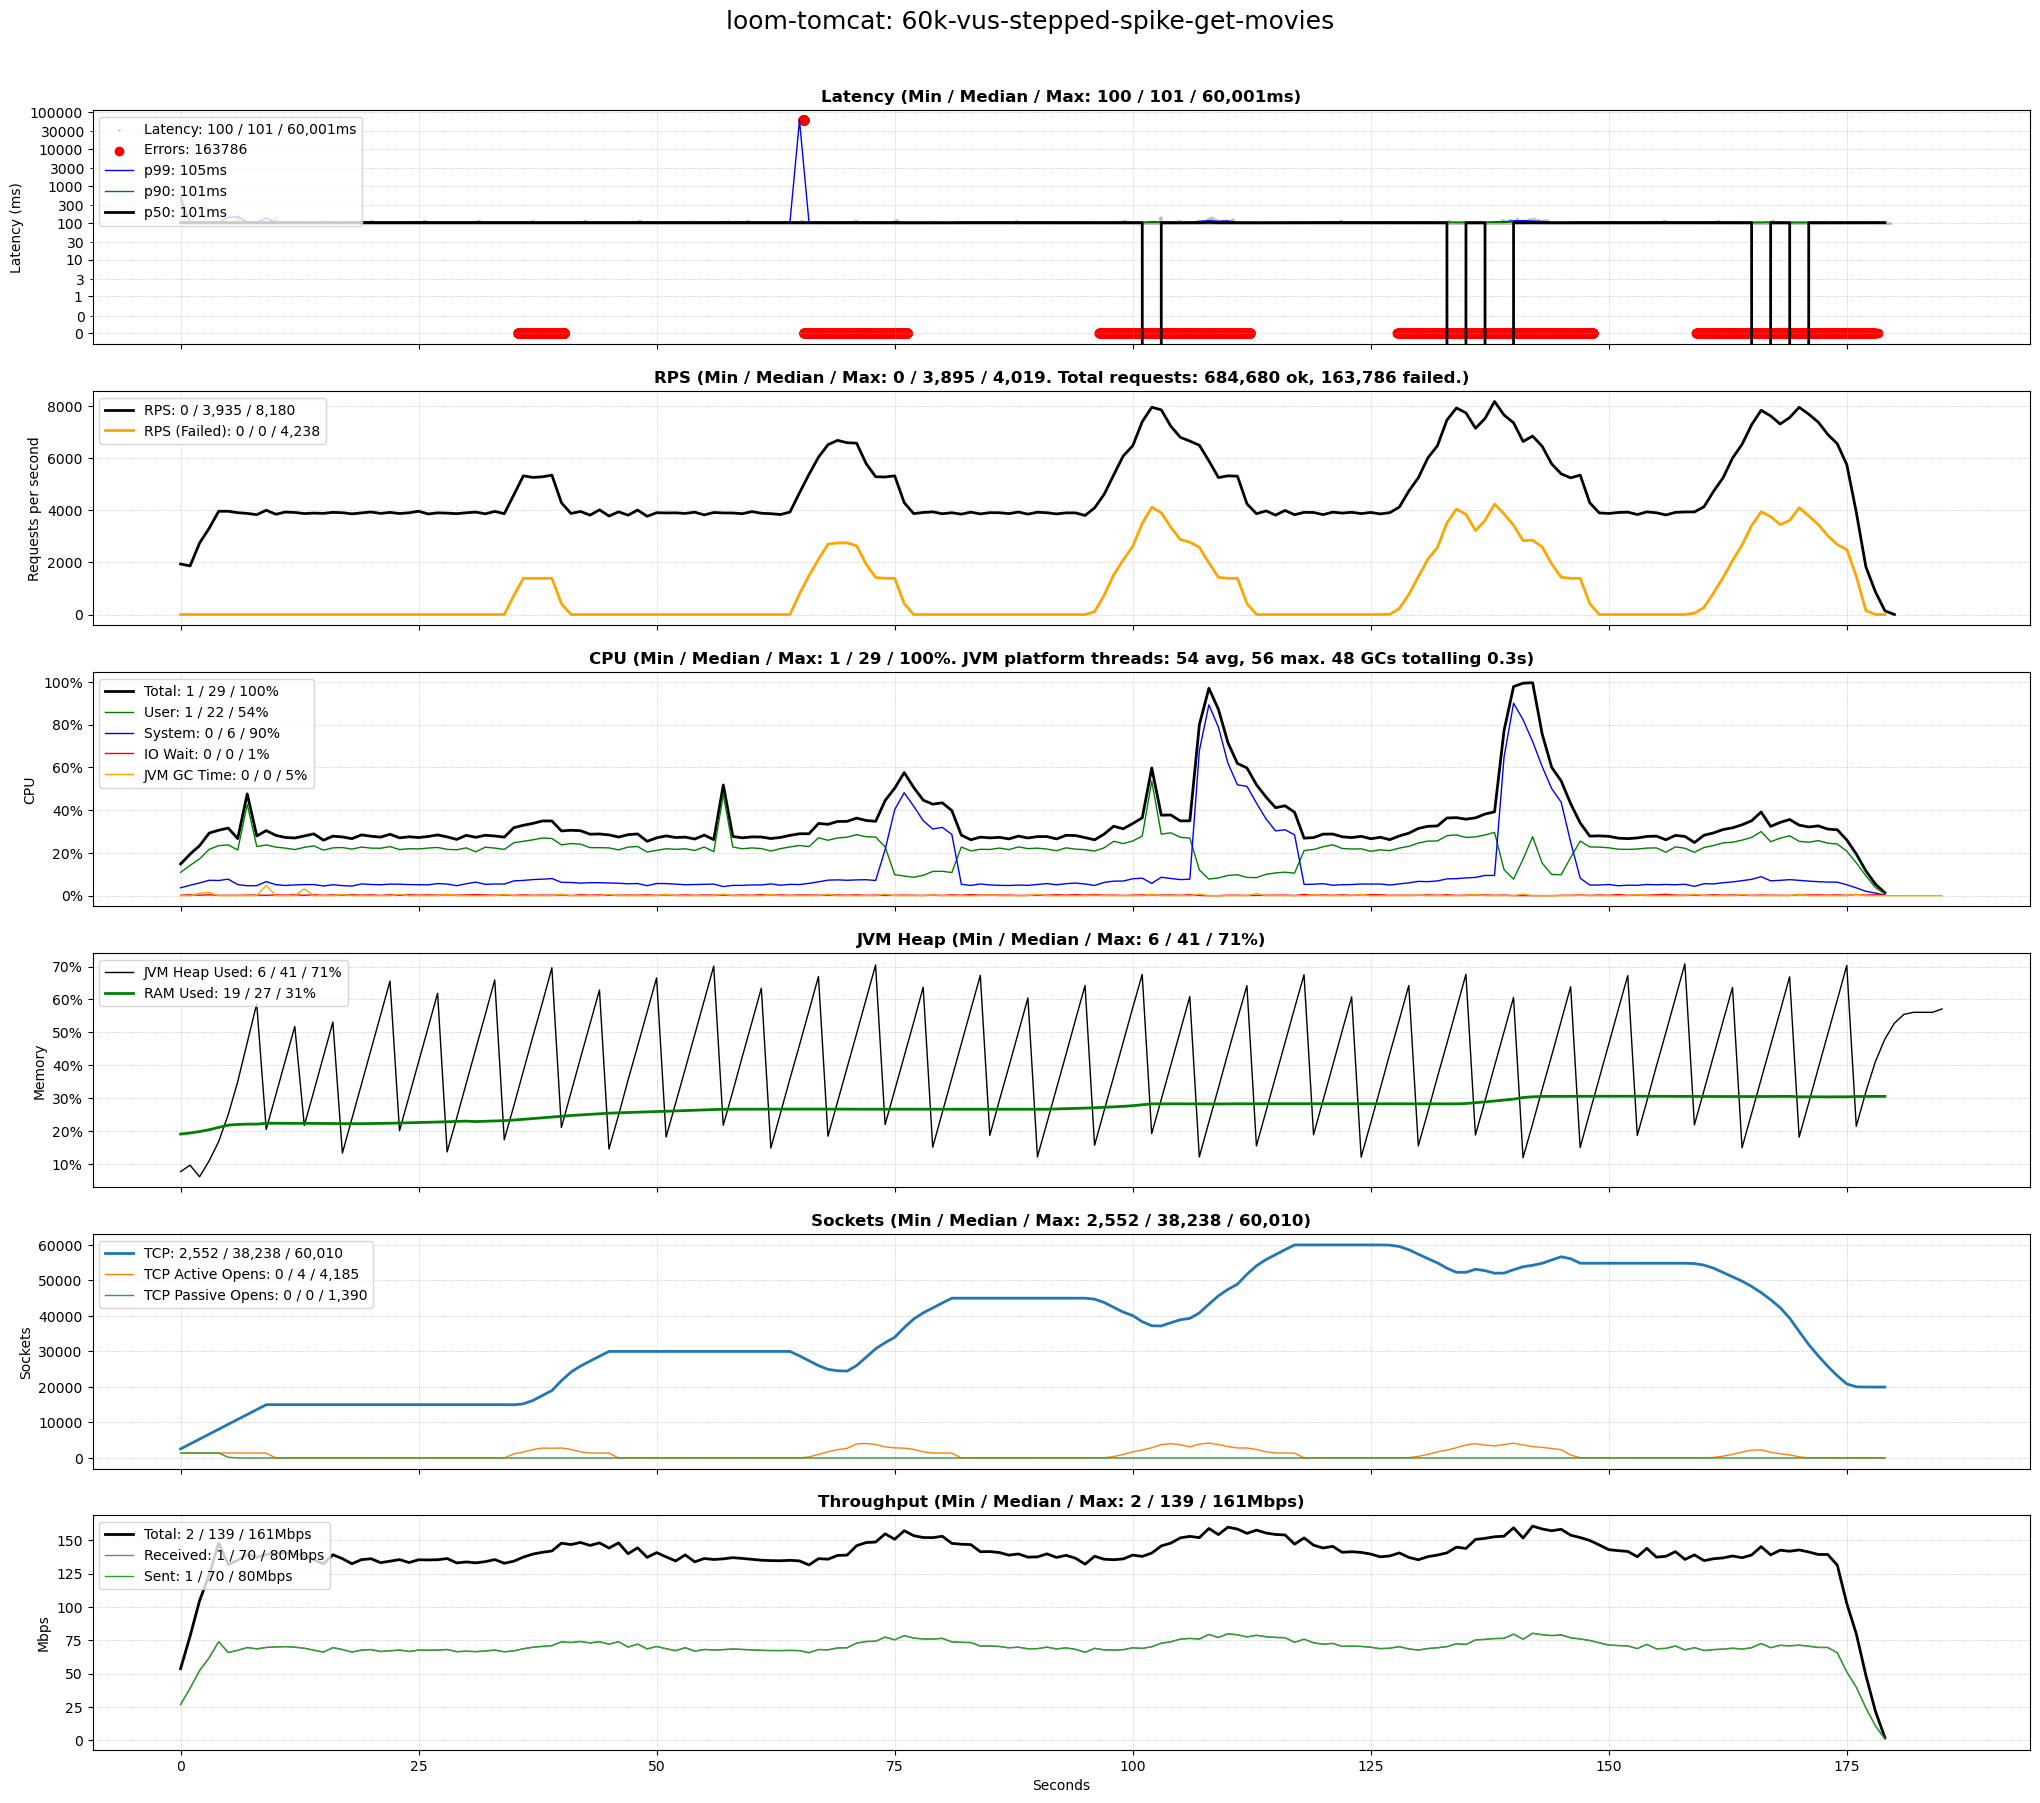 loom-tomcat: 60k-vus-stepped-spike-get-movies
Latency (Min / Median / Max: 100 / 101 / 60,001ms)
Latency (ms)
100000
30000
10000
3000
1000
300
100
30
10
3
1
0
0
Latency: 100 / 101 / 60,001ms
Errors: 163786
p99: 105ms
p90: 101ms
p50: 101ms
RPS (Min / Median / Max: 0 / 3,895 / 4,019. Total requests: 684,680 ok, 163,786 failed.)
Requests per second
8000
6000
4000
2000
0
RPS: 0 / 3,935 / 8,180
RPS (Failed): 0 / 0 / 4,238
CPU (Min / Median / Max: 1 / 29 / 100%. JVM platform threads: 54 avg, 56 max. 48 GCs totalling 0.3s)
CPU
100%
80%
60%
40%
20%
0%
Total: 1 / 29 / 100%
User: 1 / 22 / 54%
System: 0 / 6 / 90%
IO Wait: 0 / 0 / 1%
JVM GC Time: 0 / 0 / 5%
JVM Heap (Min / Median / Max: 6 / 41 / 71%)
Memory
70%
60%
50%
40%
30%
20%
10%
JVM Heap Used: 6 / 41 / 71%
RAM Used: 19 / 27 / 31%
Sockets (Min / Median / Max: 2,552 / 38,238 / 60,010)
Sockets
60000
50000
40000
30000
20000
10000
0
TCP: 2,552 / 38,238 / 60,010
TCP Active Opens: 0 / 4 / 4,185
TCP Passive Opens: 0 / 0 / 1,390
Throughput (Min / Median / Max: 2 / 139 / 161Mbps)
Mbps
150
125
100
75
50
25
0
Total: 2 / 139 / 161Mbps
Received: 1 / 70 / 80Mbps
Sent: 1 / 70 / 80Mbps
0 25 50 75 100 125 150 175
Seconds